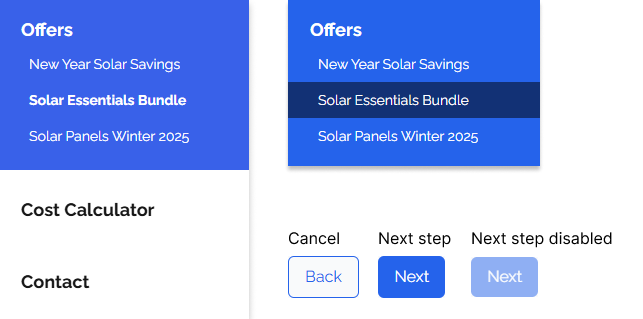 Offers
New Year Solar Savings
Solar Essentials Bundle
Solar Panels Winter 2025
Cost Calculator
Contact
Offers
New Year Solar Savings
Solar Essentials Bundle
Solar Panels Winter 2025
Cancel
Next step
Next step disabled
Back
Next
Next